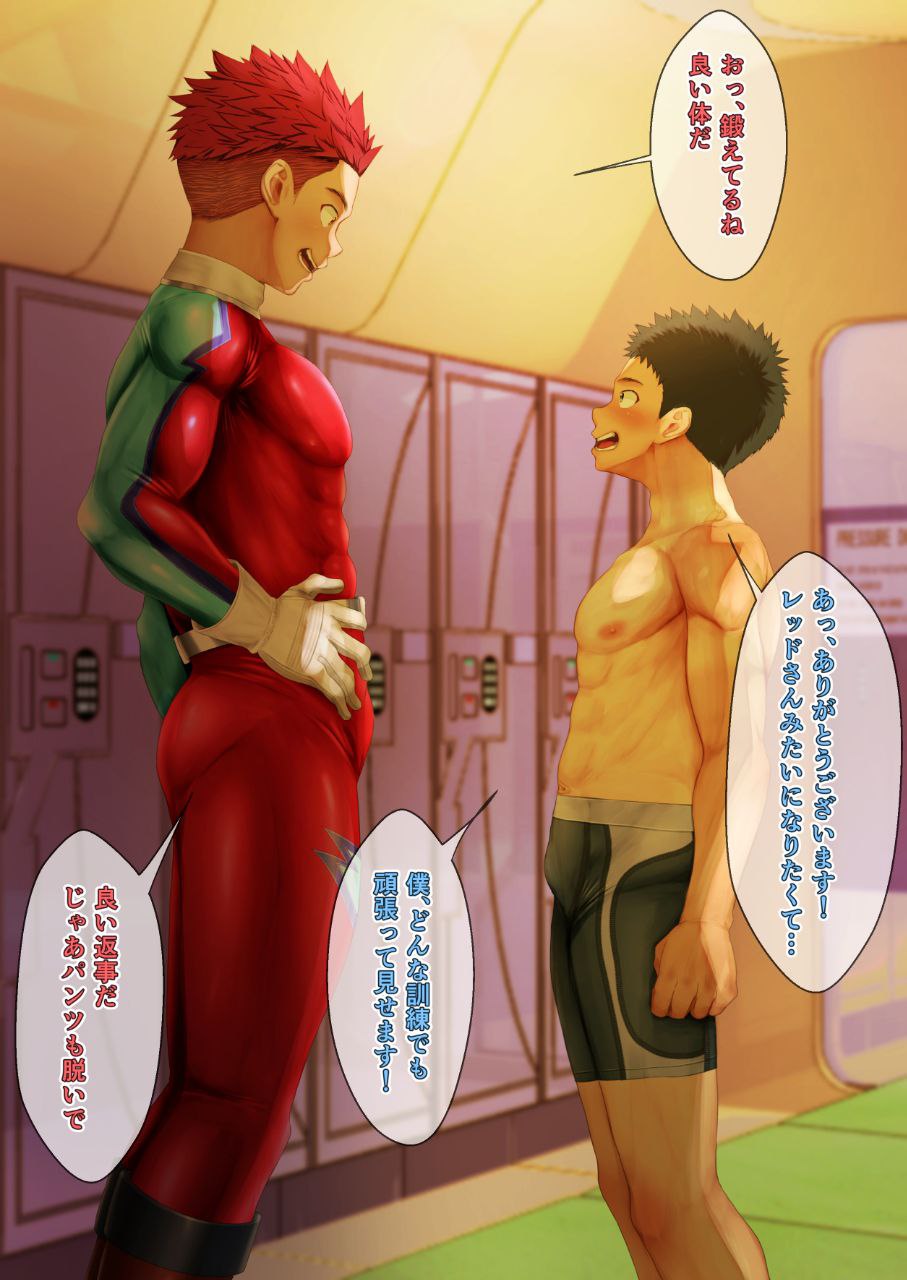 おっ、鍛えてるね
良い体だ
あっ、ありがとうございます！
レッドさんみたいになりたくて…
僕、どんな訓練でも
頑張って見せます！
良い返事だ
じゃあパンツも脱いで
PRESSURE